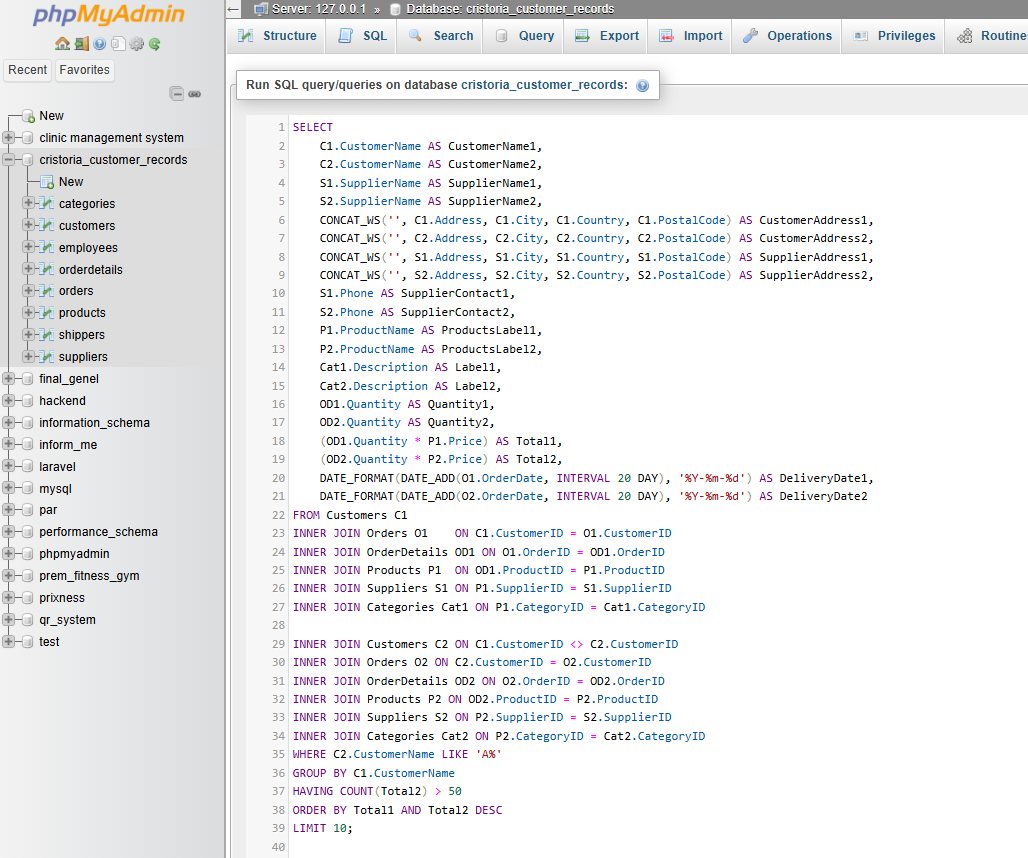 phpMyAdmin
Recent
Favorites
New
clinic management system
cristoria_customer_records
New
categories
customers
employees
orderdetails
orders
products
shippers
suppliers
final_genel
hackend
information_schema
inform_me
laravel
mysql
par
performance_schema
phpmyadmin
prem_fitness_gym
prixness
qr_system
test
Server: 127.0.0.1 » Database: cristoria_customer_records
Structure SQL Search Query Export Import Operations Privileges Routine
Run SQL query/queries on database cristoria_customer_records:
1 SELECT
2 C1.CustomerName AS CustomerName1,
3 C2.CustomerName AS CustomerName2,
4 S1.SupplierName AS SupplierName1,
5 S2.SupplierName AS SupplierName2,
6 CONCAT_WS('', C1.Address, C1.City, C1.Country, C1.PostalCode) AS CustomerAddress1,
7 CONCAT_WS('', C2.Address, C2.City, C2.Country, C2.PostalCode) AS CustomerAddress2,
8 CONCAT_WS('', S1.Address, S1.City, S1.Country, S1.PostalCode) AS SupplierAddress1,
9 CONCAT_WS('', S2.Address, S2.City, S2.Country, S2.PostalCode) AS SupplierAddress2,
10 S1.Phone AS SupplierContact1,
11 S2.Phone AS SupplierContact2,
12 P1.ProductName AS ProductsLabel1,
13 P2.ProductName AS ProductsLabel2,
14 Cat1.Description AS Label1,
15 Cat2.Description AS Label2,
16 OD1.Quantity AS Quantity1,
17 OD2.Quantity AS Quantity2,
18 (OD1.Quantity * P1.Price) AS Total1,
19 (OD2.Quantity * P2.Price) AS Total2,
20 DATE_FORMAT(DATE_ADD(O1.OrderDate, INTERVAL 20 DAY), '%Y-%m-%d') AS DeliveryDate1,
21 DATE_FORMAT(DATE_ADD(O2.OrderDate, INTERVAL 20 DAY), '%Y-%m-%d') AS DeliveryDate2
22 FROM Customers C1
23 INNER JOIN Orders O1 ON C1.CustomerID = O1.CustomerID
24 INNER JOIN OrderDetails OD1 ON O1.OrderID = OD1.OrderID
25 INNER JOIN Products P1 ON OD1.ProductID = P1.ProductID
26 INNER JOIN Suppliers S1 ON P1.SupplierID = S1.SupplierID
27 INNER JOIN Categories Cat1 ON P1.CategoryID = Cat1.CategoryID
28
29 INNER JOIN Customers C2 ON C1.CustomerID <> C2.CustomerID
30 INNER JOIN Orders O2 ON C2.CustomerID = O2.CustomerID
31 INNER JOIN OrderDetails OD2 ON O2.OrderID = OD2.OrderID
32 INNER JOIN Products P2 ON OD2.ProductID = P2.ProductID
33 INNER JOIN Suppliers S2 ON P2.SupplierID = S2.SupplierID
34 INNER JOIN Categories Cat2 ON P2.CategoryID = Cat2.CategoryID
35 WHERE C2.CustomerName LIKE 'A%'
36 GROUP BY C1.CustomerName
37 HAVING COUNT(Total2) > 50
38 ORDER BY Total1 AND Total2 DESC
39 LIMIT 10;
40